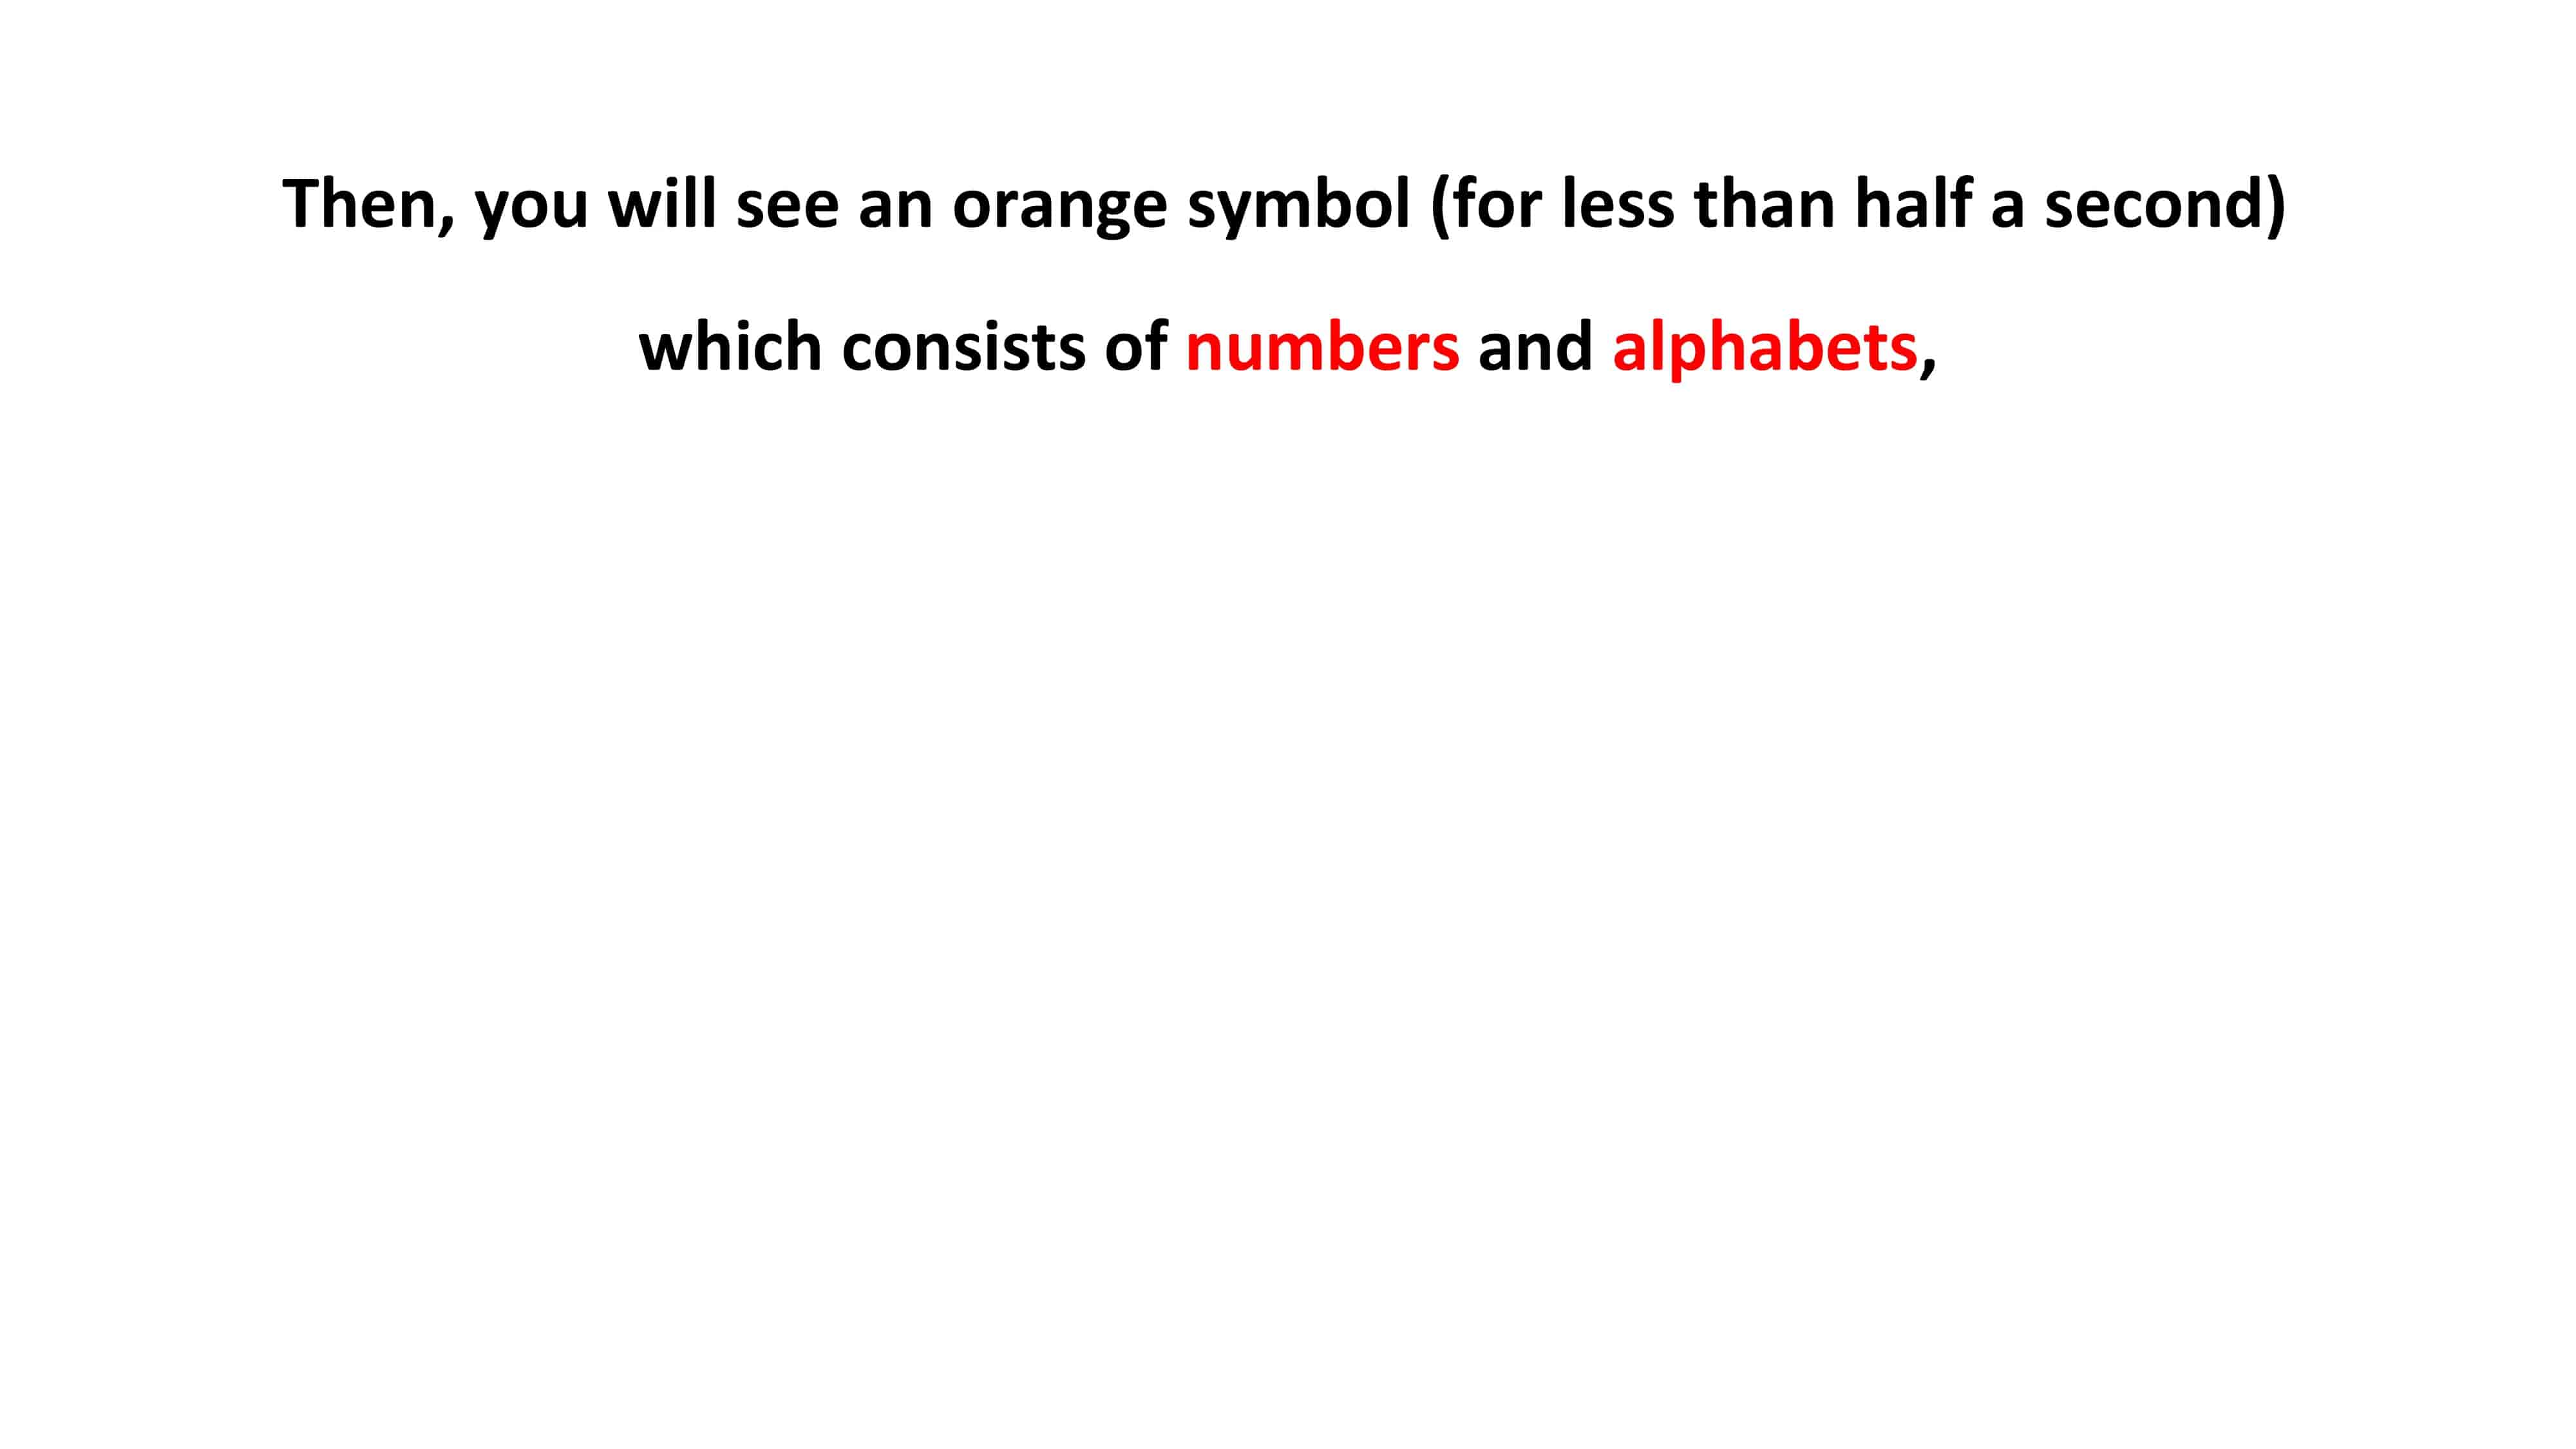 Then, you will see an orange symbol (for less than half a second)
which consists of numbers and alphabets,